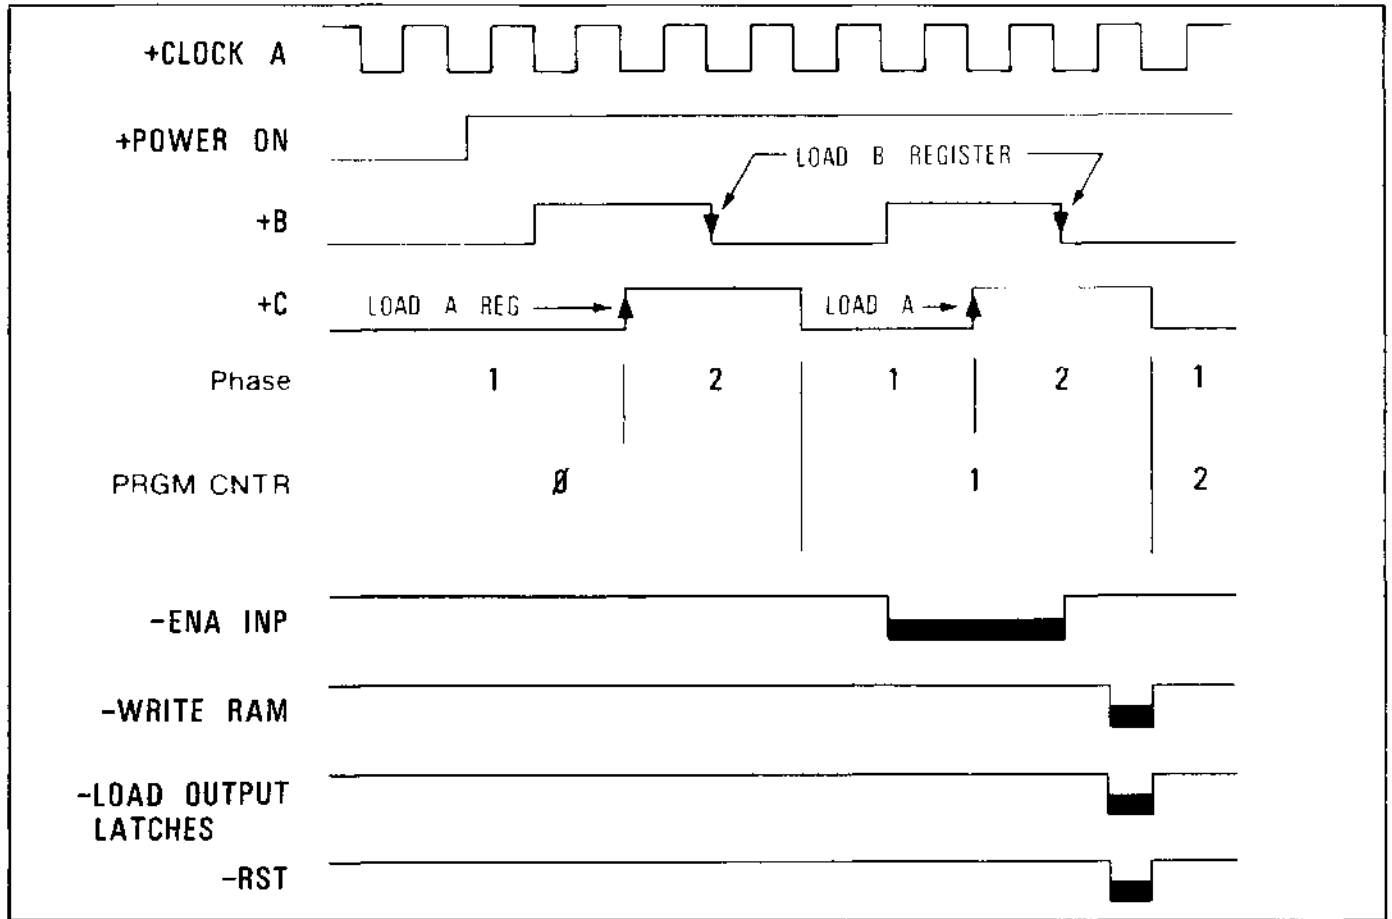 +CLOCK A
+POWER ON
LOAD B REGISTER
+B
+C
LOAD A REG
LOAD A
Phase 1 2 1 2 1
PRGM CNTR Ø 1 2
-ENA INP
-WRITE RAM
-LOAD OUTPUT
LATCHES
-RST